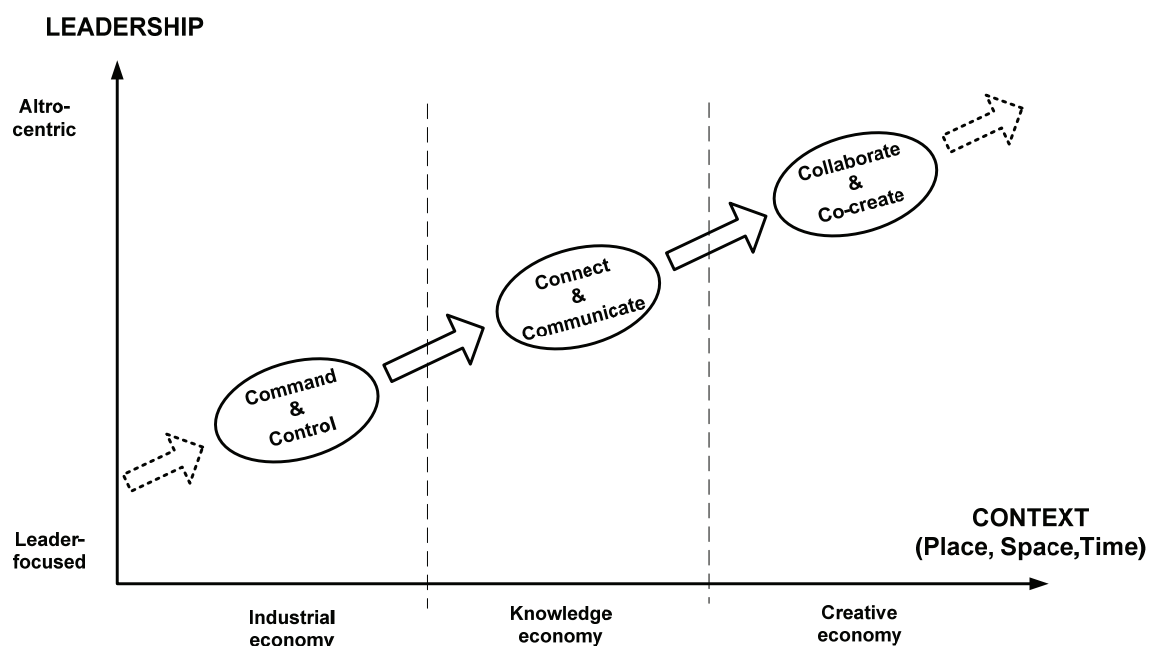 LEADERSHIP
Altro-
centric
Collaborate
&
Co-create
Connect
&
Communicate
Command
&
Control
Leader-
focused
CONTEXT
(Place, Space,Time)
Industrial
economy
Knowledge
economy
Creative
economy